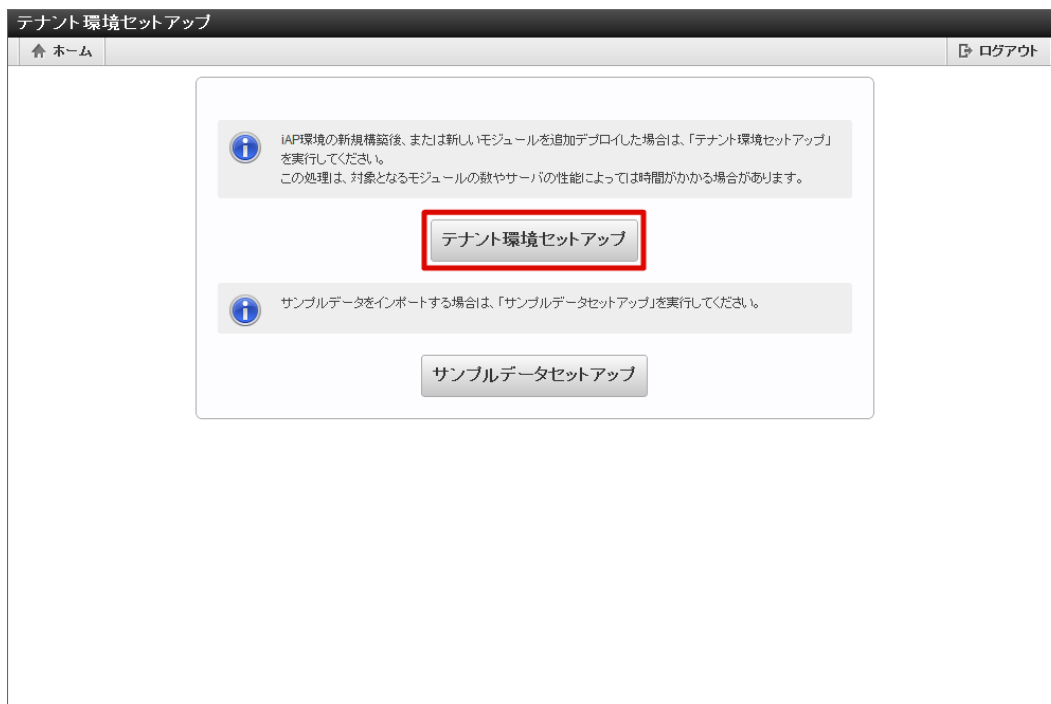 テナント環境セットアップ
ホーム
ログアウト
iAP環境の新規構築後、または新しいモジュールを追加デプロイした場合は、「テナント環境セットアップ」
を実行してください。
この処理は、対象となるモジュールの数やサーバの性能によっては時間がかかる場合があります。
テナント環境セットアップ
サンプルデータをインポートする場合は、「サンプルデータセットアップ」を実行してください。
サンプルデータセットアップ